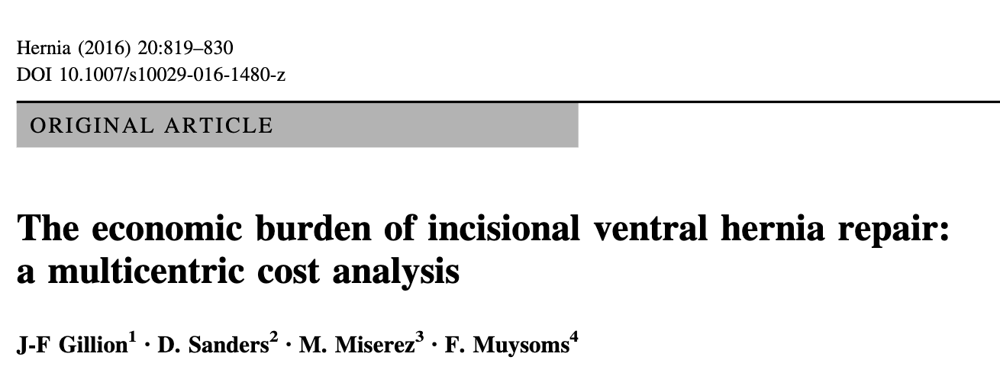 Hernia (2016) 20:819–830
DOI 10.1007/s10029-016-1480-z
ORIGINAL ARTICLE
The economic burden of incisional ventral hernia repair:
a multicentric cost analysis
J-F Gillion¹ · D. Sanders² · M. Miserez³ · F. Muysoms⁴